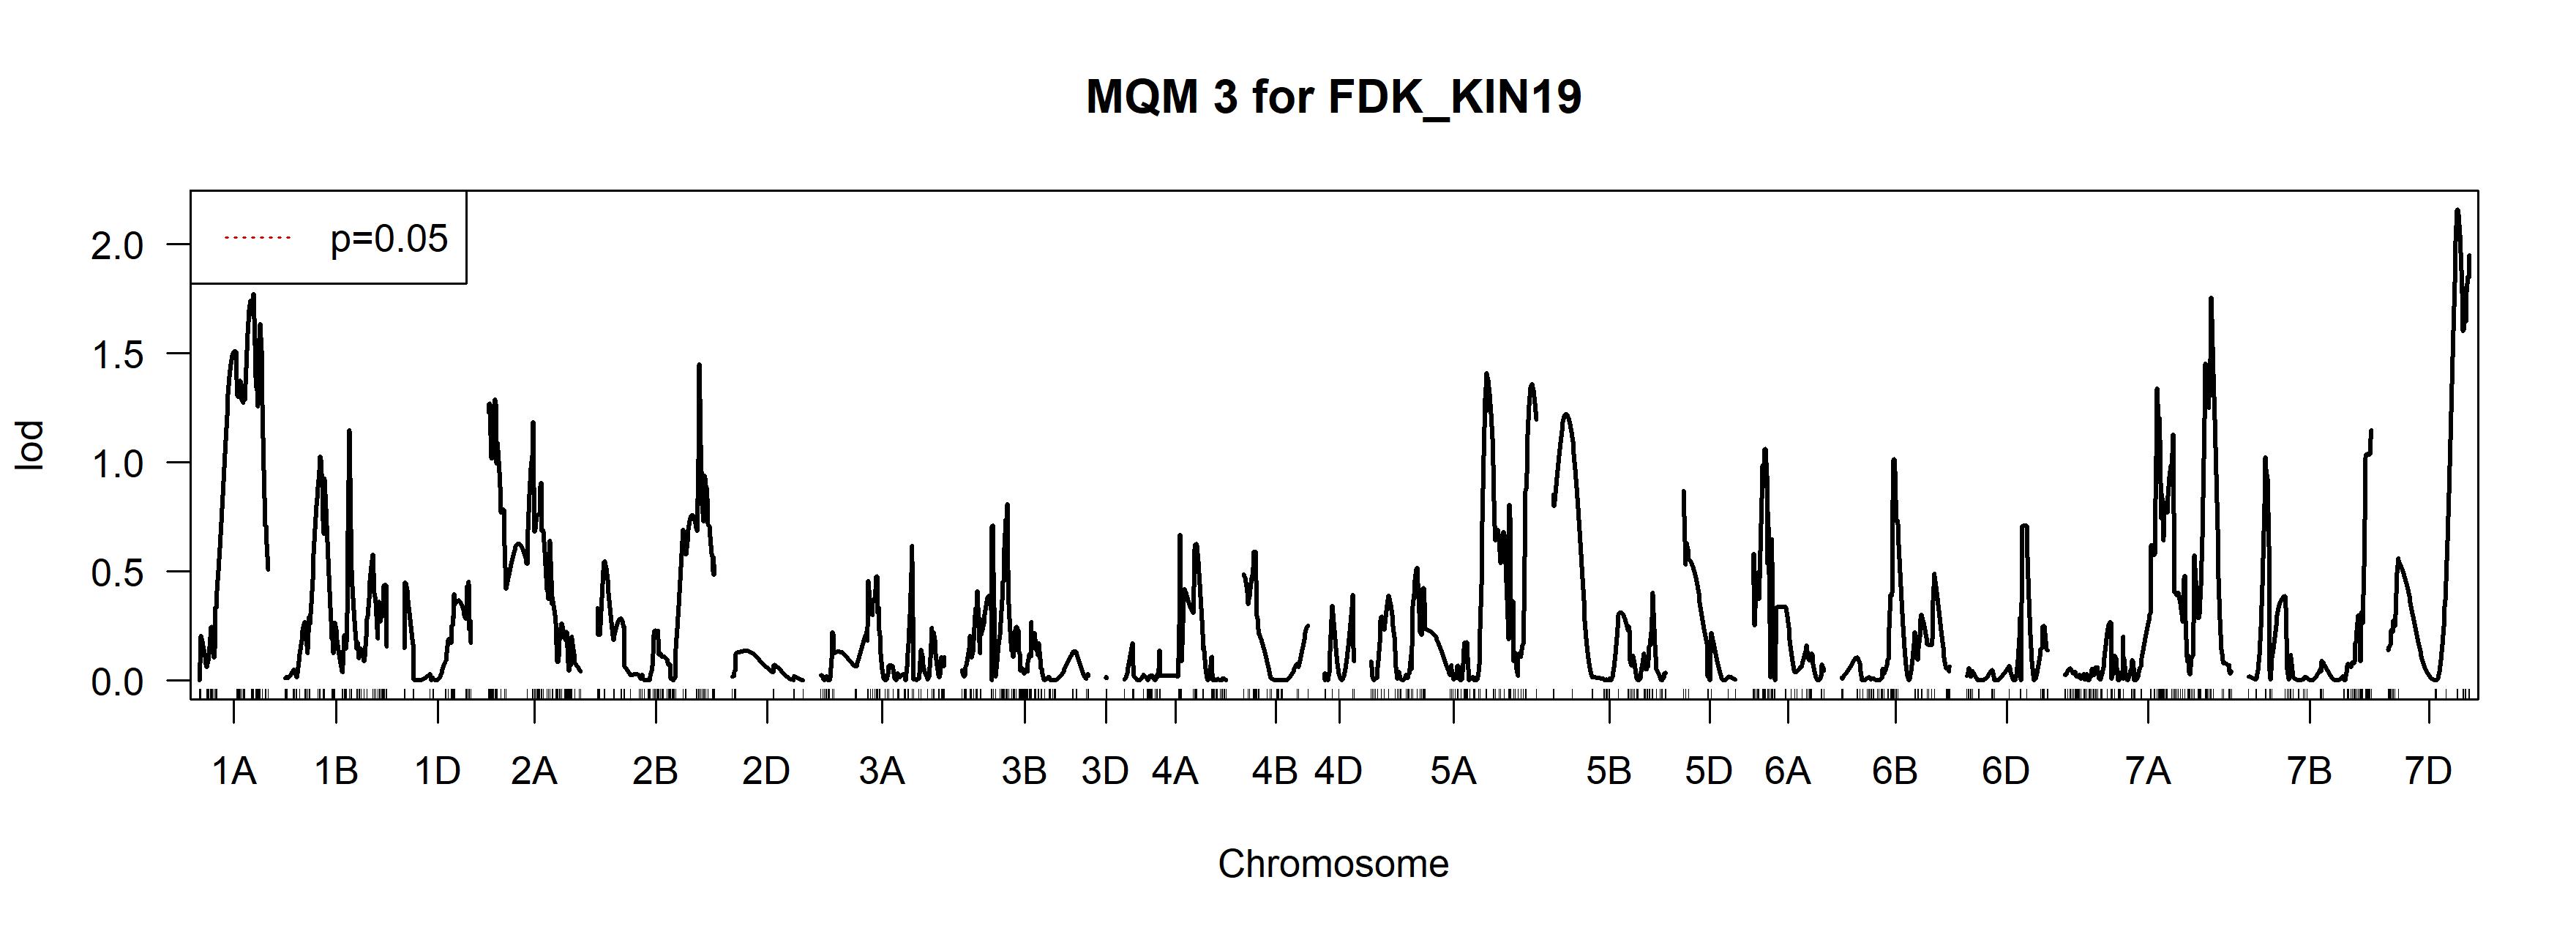 MQM 3 for FDK_KIN19
p=0.05
2.0
1.5
1.0
0.5
0.0
lod
1A 1B 1D 2A 2B 2D 3A 3B 3D 4A 4B 4D 5A 5B 5D 6A 6B 6D 7A 7B 7D
Chromosome